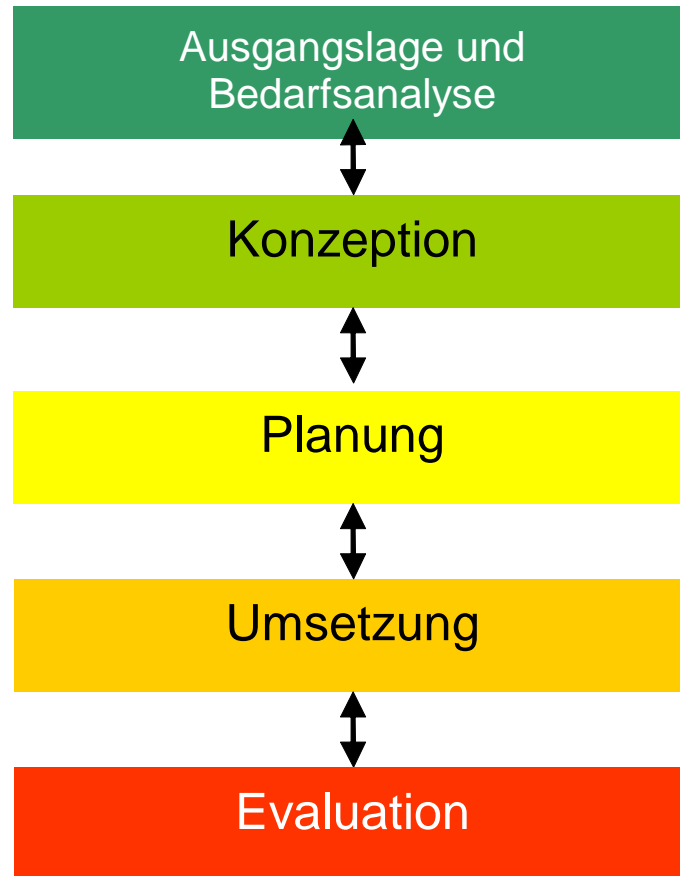 Ausgangslage und
Bedarfsanalyse
Konzeption
Planung
Umsetzung
Evaluation